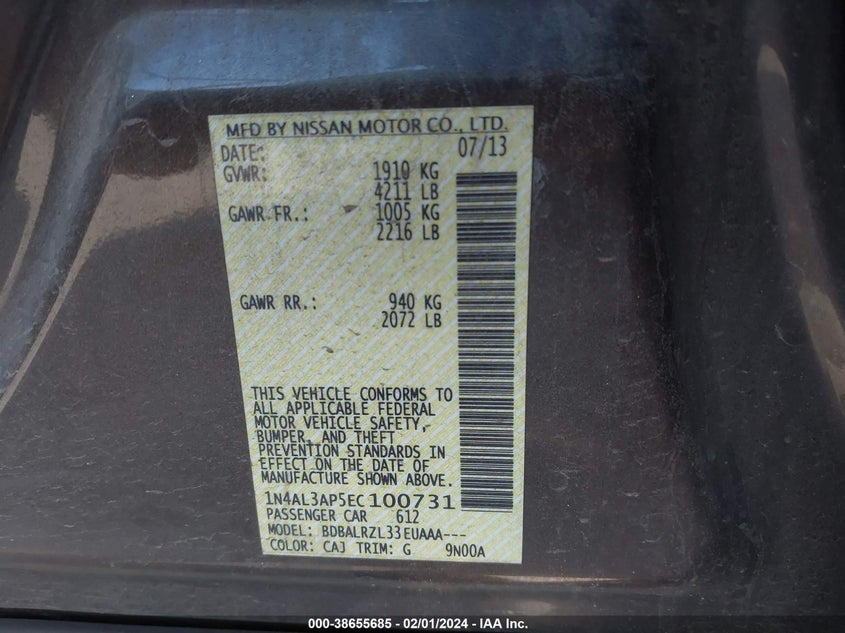 MFD BY NISSAN MOTOR CO., LTD.
DATE: 07/13
GVWR: 1910 KG
4211 LB
GAWR FR.: 1005 KG
2216 LB
GAWR RR.: 940 KG
2072 LB
THIS VEHICLE CONFORMS TO
ALL APPLICABLE FEDERAL
MOTOR VEHICLE SAFETY,
BUMPER, AND THEFT
PREVENTION STANDARDS IN
EFFECT ON THE DATE OF
MANUFACTURE SHOWN ABOVE.
1N4AL3AP5EC100731
PASSENGER CAR 612
MODEL: BDBALRZL33EUAAA---
COLOR: CAJ TRIM: G 9N00A
000-38655685 - 02/01/2024 - IAA Inc.